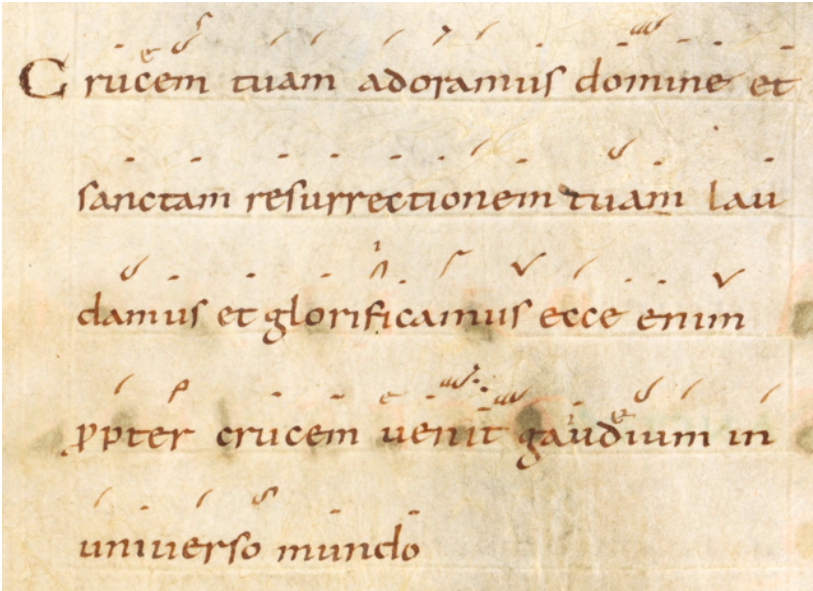 Crucem tuam adoramus domine et
sanctam resurrectionem tuam lau
damus et glorificamus ecce enim
ꝓpter crucem uenit gaudium in
uniuerso mundo